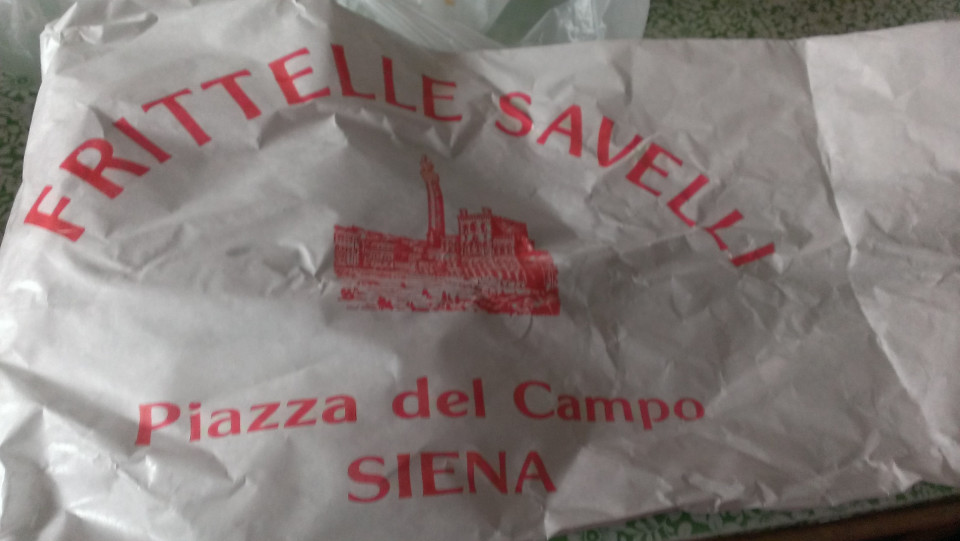 FRITTELLE SAVELLI
Piazza del Campo
SIENA